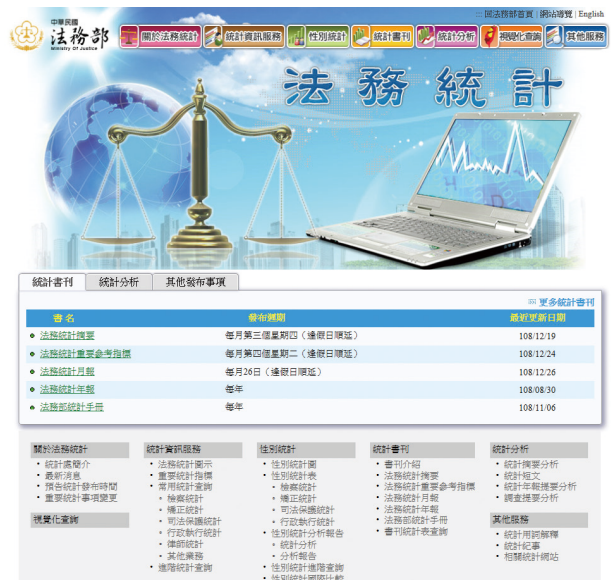 ::: 回法務部首頁 | 網站導覽 | English
中華民國
法務部
Ministry Of Justice
關於法務統計 統計資訊服務 性別統計 統計書刊 統計分析 視覺化查詢 其他服務
法務統計
統計書刊 統計分析 其他發布事項
更多統計書刊
書名 發布週期 最近更新日期
法務統計摘要 每月第三個星期四（逢假日順延） 108/12/19
法務統計重要參考指標 每月第四個星期二（逢假日順延） 108/12/24
法務統計月報 每月26日（逢假日順延） 108/12/26
法務統計年報 每年 108/08/30
法務部統計手冊 每年 108/11/06
關於法務統計
・統計處簡介
・最新消息
・預告統計發布時間
・重要統計事項變更
視覺化查詢
統計資訊服務
・法務統計圖示
・重要統計指標
・常用統計查詢
・檢察統計
・矯正統計
・司法保護統計
・行政執行統計
・律師統計
・其他業務
・進階統計查詢
性別統計
・性別統計圖
・性別統計表
・檢察統計
・矯正統計
・司法保護統計
・行政執行統計
・性別統計分析報告
・統計分析
・分析報告
・性別統計進階查詢
・性別統計國際比較
統計書刊
・書刊介紹
・法務統計摘要
・法務統計重要參考指標
・法務統計月報
・法務統計年報
・法務部統計手冊
・書刊統計表查詢
統計分析
・統計摘要分析
・統計短文
・統計年報提要分析
・調查提要分析
其他服務
・統計用詞解釋
・統計紀事
・相關統計網站